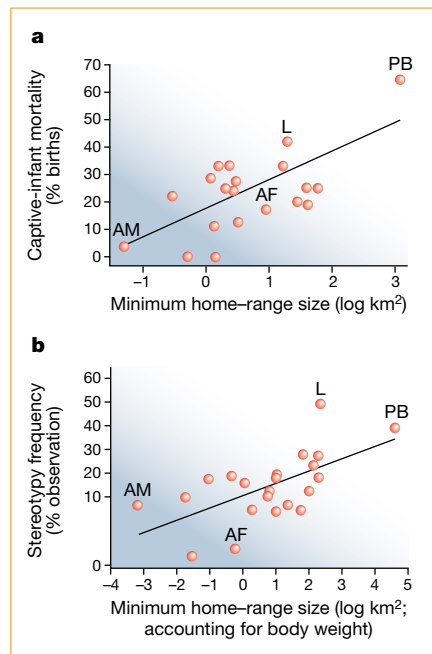 a
Captive-infant mortality
(% births)
70
60
50
40
30
20
10
0
PB
L
AF
AM
–1 0 1 2 3
Minimum home–range size (log km²)
b
Stereotypy frequency
(% observation)
60
50
40
30
20
10
0
L
PB
AM
AF
–4 –3 –2 –1 0 1 2 3 4 5
Minimum home–range size (log km²;
accounting for body weight)